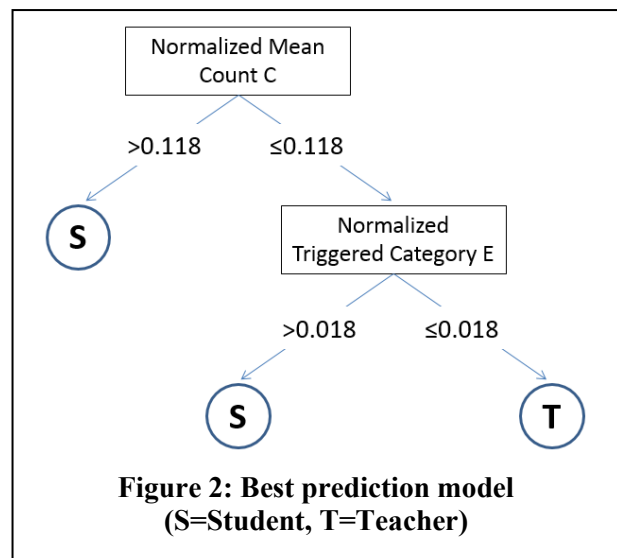 Normalized Mean
Count C
>0.118
≤0.118
S
Normalized
Triggered Category E
>0.018
≤0.018
S
T
Figure 2: Best prediction model
(S=Student, T=Teacher)